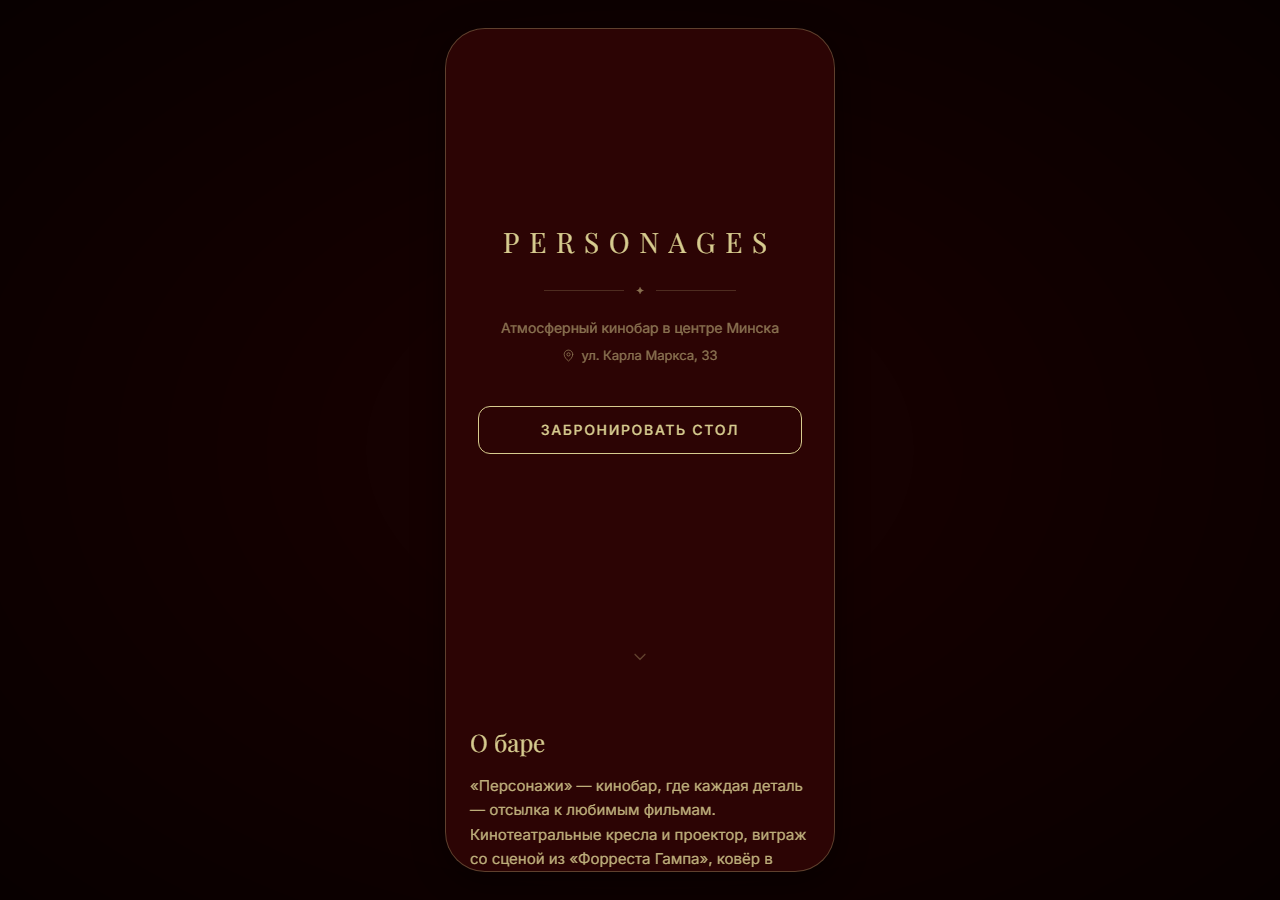 PERSONAGES
Атмосферный кинобар в центре Минска
ул. Карла Маркса, 33
ЗАБРОНИРОВАТЬ СТОЛ
О баре
«Персонажи» — кинобар, где каждая деталь
— отсылка к любимым фильмам.
Кинотеатральные кресла и проектор, витраж
со сценой из «Форреста Гампа», ковёр в